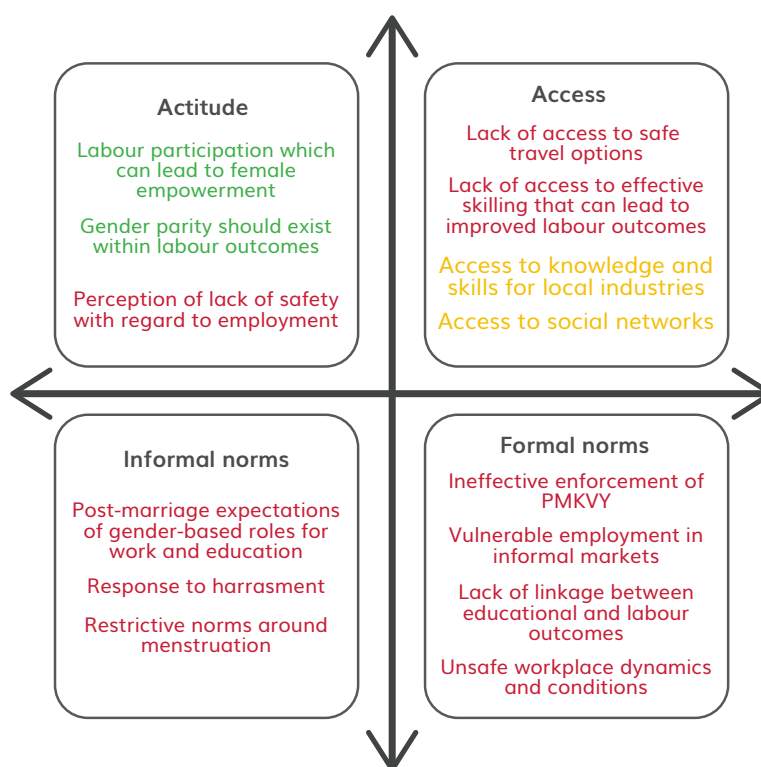 Actitude
Labour participation which
can lead to female
empowerment
Gender parity should exist
within labour outcomes
Perception of lack of safety
with regard to employment
Access
Lack of access to safe
travel options
Lack of access to effective
skilling that can lead to
improved labour outcomes
Access to knowledge and
skills for local industries
Access to social networks
Informal norms
Post-marriage expectations
of gender-based roles for
work and education
Response to harrasment
Restrictive norms around
menstruation
Formal norms
Ineffective enforcement of
PMKVY
Vulnerable employment in
informal markets
Lack of linkage between
educational and labour
outcomes
Unsafe workplace dynamics
and conditions